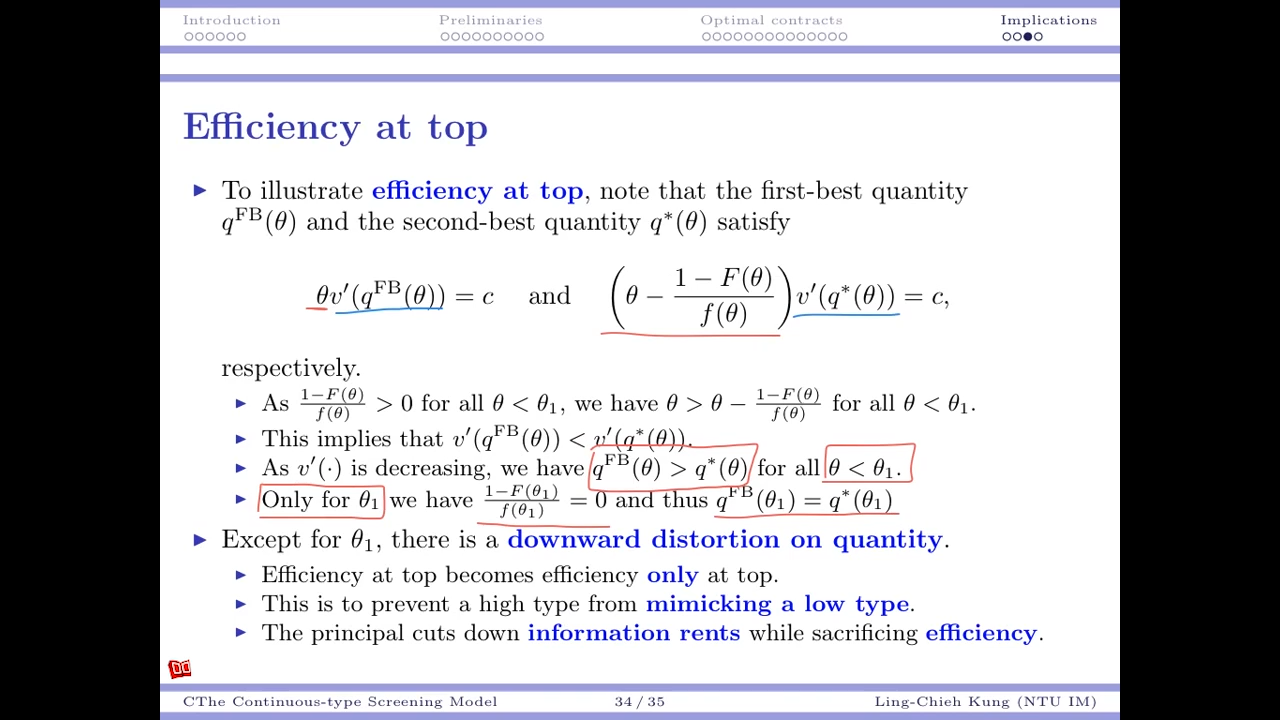 Introduction Preliminaries Optimal contracts Implications
Efficiency at top
► To illustrate efficiency at top, note that the first-best quantity
q^FB(θ) and the second-best quantity q*(θ) satisfy
θv′(q^FB(θ)) = c and (θ − (1 − F(θ))/f(θ)) v′(q*(θ)) = c,
respectively.
► As (1−F(θ))/f(θ) > 0 for all θ < θ₁, we have θ > θ − (1−F(θ))/f(θ) for all θ < θ₁.
► This implies that v′(q^FB(θ)) < v′(q*(θ)).
► As v′(·) is decreasing, we have q^FB(θ) > q*(θ) for all θ < θ₁.
► Only for θ₁ we have (1−F(θ₁))/f(θ₁) = 0 and thus q^FB(θ₁) = q*(θ₁)
► Except for θ₁, there is a downward distortion on quantity.
► Efficiency at top becomes efficiency only at top.
► This is to prevent a high type from mimicking a low type.
► The principal cuts down information rents while sacrificing efficiency.
CThe Continuous-type Screening Model 34 / 35 Ling-Chieh Kung (NTU IM)